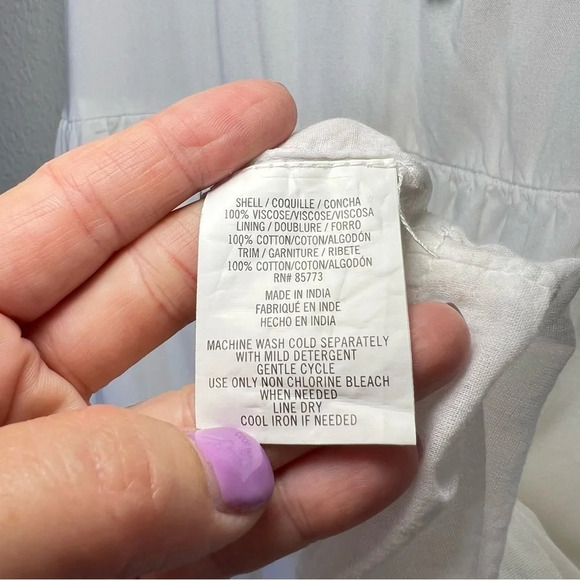 SHELL / COQUILLE / CONCHA
100% VISCOSE/VISCOSE/VISCOSA
LINING / DOUBLURE / FORRO
100% COTTON/COTON/ALGODÓN
TRIM / GARNITURE / RIBETE
100% COTTON/COTON/ALGODÓN
RN# 85773
MADE IN INDIA
FABRIQUÉ EN INDE
HECHO EN INDIA
MACHINE WASH COLD SEPARATELY
WITH MILD DETERGENT
GENTLE CYCLE
USE ONLY NON CHLORINE BLEACH
WHEN NEEDED
LINE DRY
COOL IRON IF NEEDED